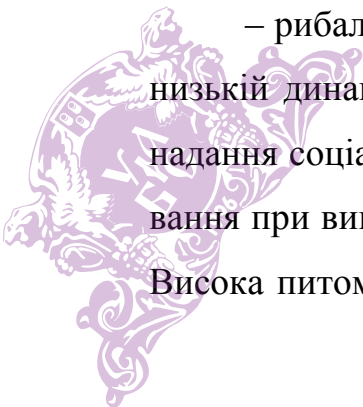 – рибал
низькій динам
надання соціа
вання при ви
Висока питом